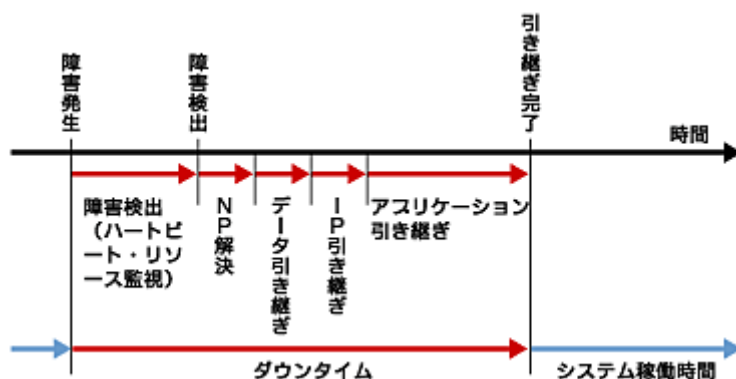 障害発生
障害検出
引き継ぎ完了
時間
障害検出
（ハートビ
ート・リソ
ース監視）
NP解決
データ引き継ぎ
IP引き継ぎ
アプリケーション
引き継ぎ
ダウンタイム
システム稼働時間